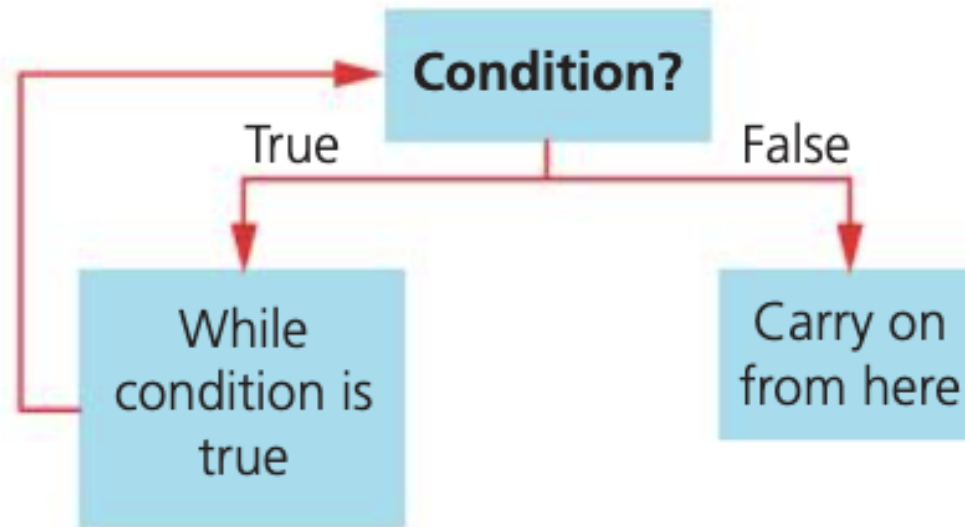 Condition?
True
False
While
condition is
true
Carry on
from here